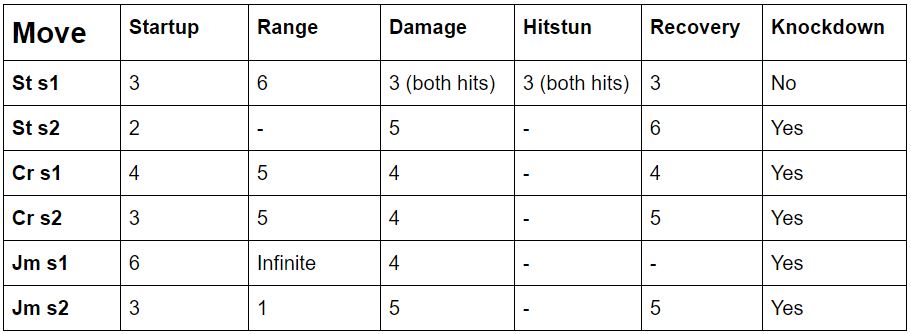 Move Startup Range Damage Hitstun Recovery Knockdown
St s1 3 6 3 (both hits) 3 (both hits) 3 No
St s2 2 - 5 - 6 Yes
Cr s1 4 5 4 - 4 Yes
Cr s2 3 5 4 - 5 Yes
Jm s1 6 Infinite 4 - - Yes
Jm s2 3 1 5 - 5 Yes